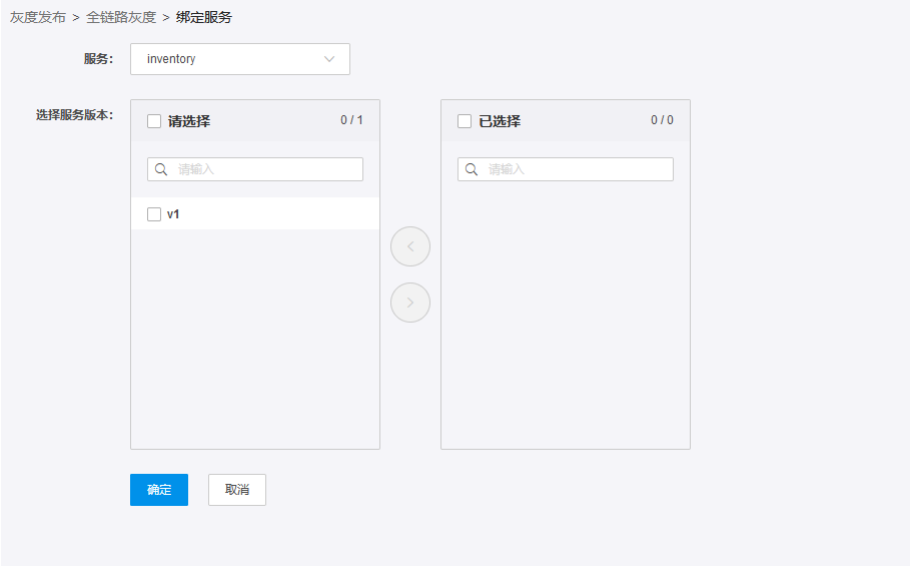 灰度发布 > 全链路灰度 > 绑定服务
服务： inventory
选择服务版本：
请选择 0 / 1
已选择 0 / 0
请输入
请输入
v1
确定 取消